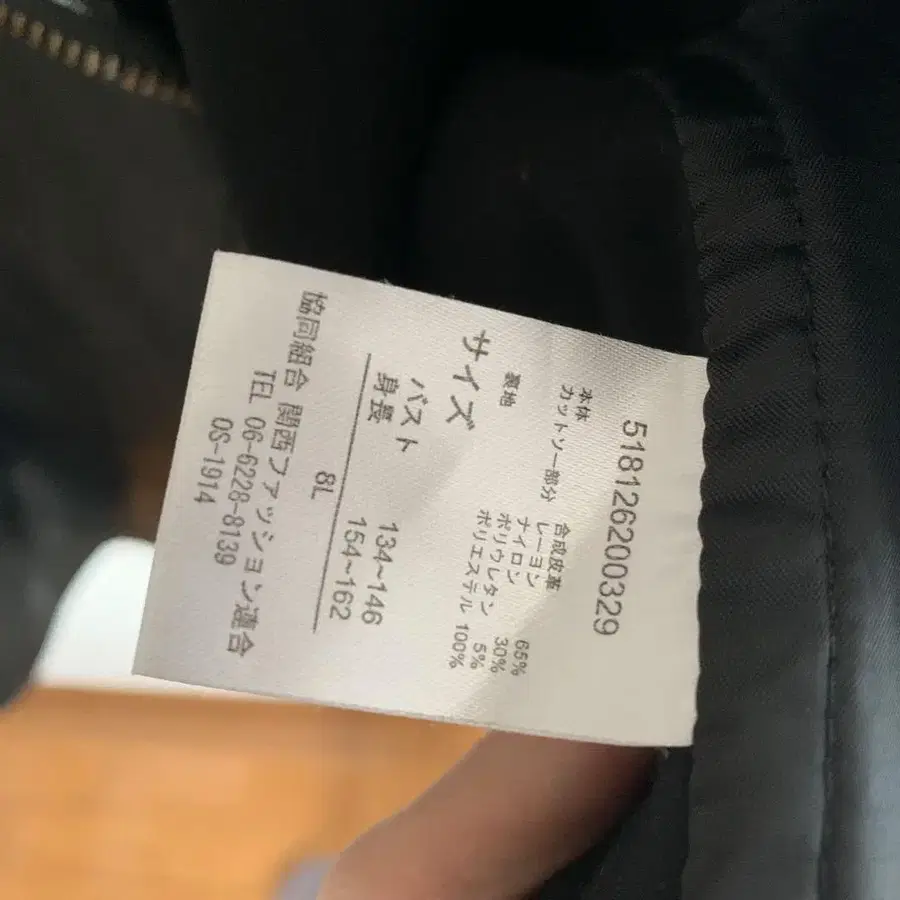 518126200329
本体 合成皮革
カットソー部分 レーヨン 65%
ナイロン 30%
ポリウレタン 5%
裏地 ポリエステル 100%
サイズ
バスト 134~146
身長 154~162
8L
協同組合 関西ファッション連合
TEL 06-6228-8139
OS-1914